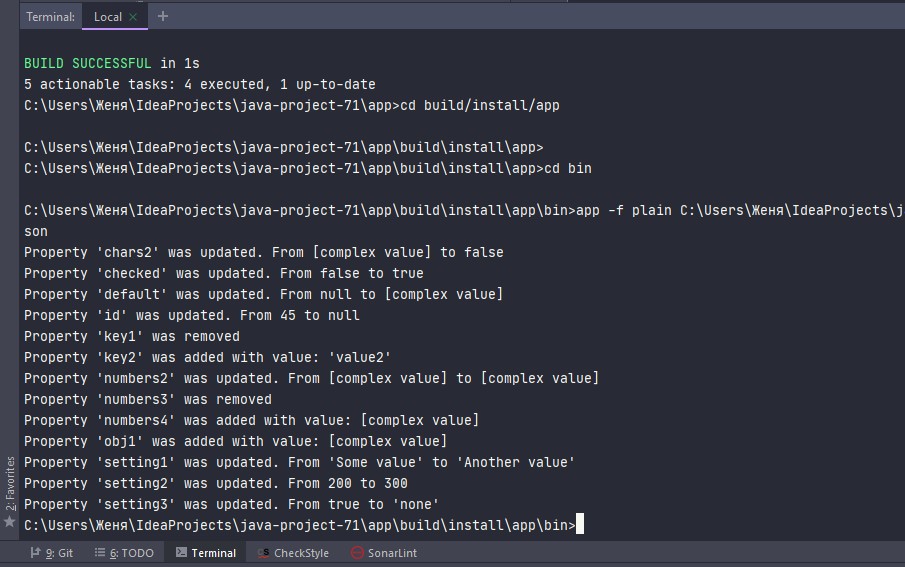 Terminal: Local × +
BUILD SUCCESSFUL in 1s
5 actionable tasks: 4 executed, 1 up-to-date
C:\Users\Женя\IdeaProjects\java-project-71\app>cd build/install/app
C:\Users\Женя\IdeaProjects\java-project-71\app\build\install\app>
C:\Users\Женя\IdeaProjects\java-project-71\app\build\install\app>cd bin
C:\Users\Женя\IdeaProjects\java-project-71\app\build\install\app\bin>app -f plain C:\Users\Женя\IdeaProjects\j
son
Property 'chars2' was updated. From [complex value] to false
Property 'checked' was updated. From false to true
Property 'default' was updated. From null to [complex value]
Property 'id' was updated. From 45 to null
Property 'key1' was removed
Property 'key2' was added with value: 'value2'
Property 'numbers2' was updated. From [complex value] to [complex value]
Property 'numbers3' was removed
Property 'numbers4' was added with value: [complex value]
Property 'obj1' was added with value: [complex value]
Property 'setting1' was updated. From 'Some value' to 'Another value'
Property 'setting2' was updated. From 200 to 300
Property 'setting3' was updated. From true to 'none'
C:\Users\Женя\IdeaProjects\java-project-71\app\build\install\app\bin>
2: Favorites
9: Git 6: TODO Terminal CheckStyle SonarLint